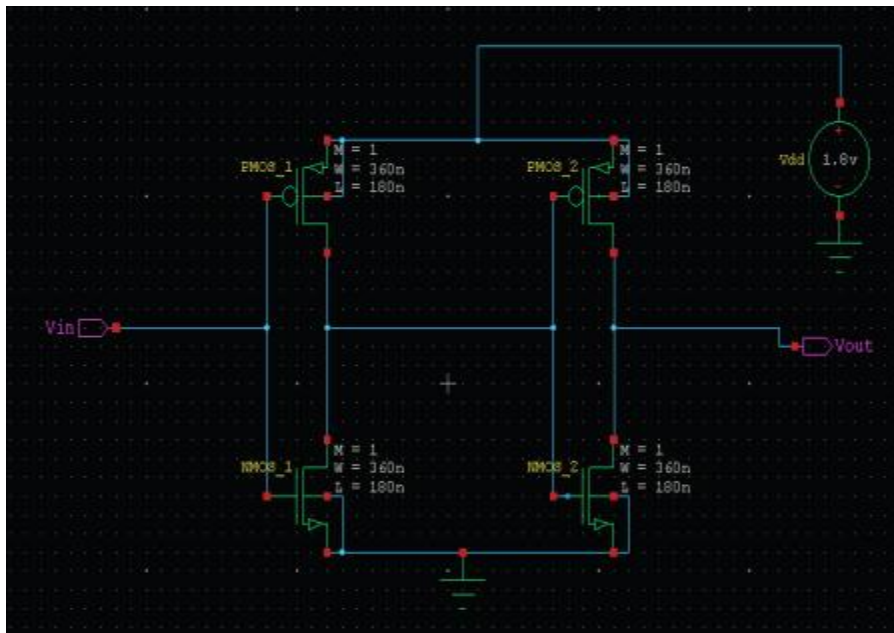 PMOS_1
M = 1
W = 360n
L = 180n
PMOS_2
M = 1
W = 360n
L = 180n
Vdd
1.8v
Vin
Vout
NMOS_1
M = 1
W = 360n
L = 180n
NMOS_2
M = 1
W = 360n
L = 180n